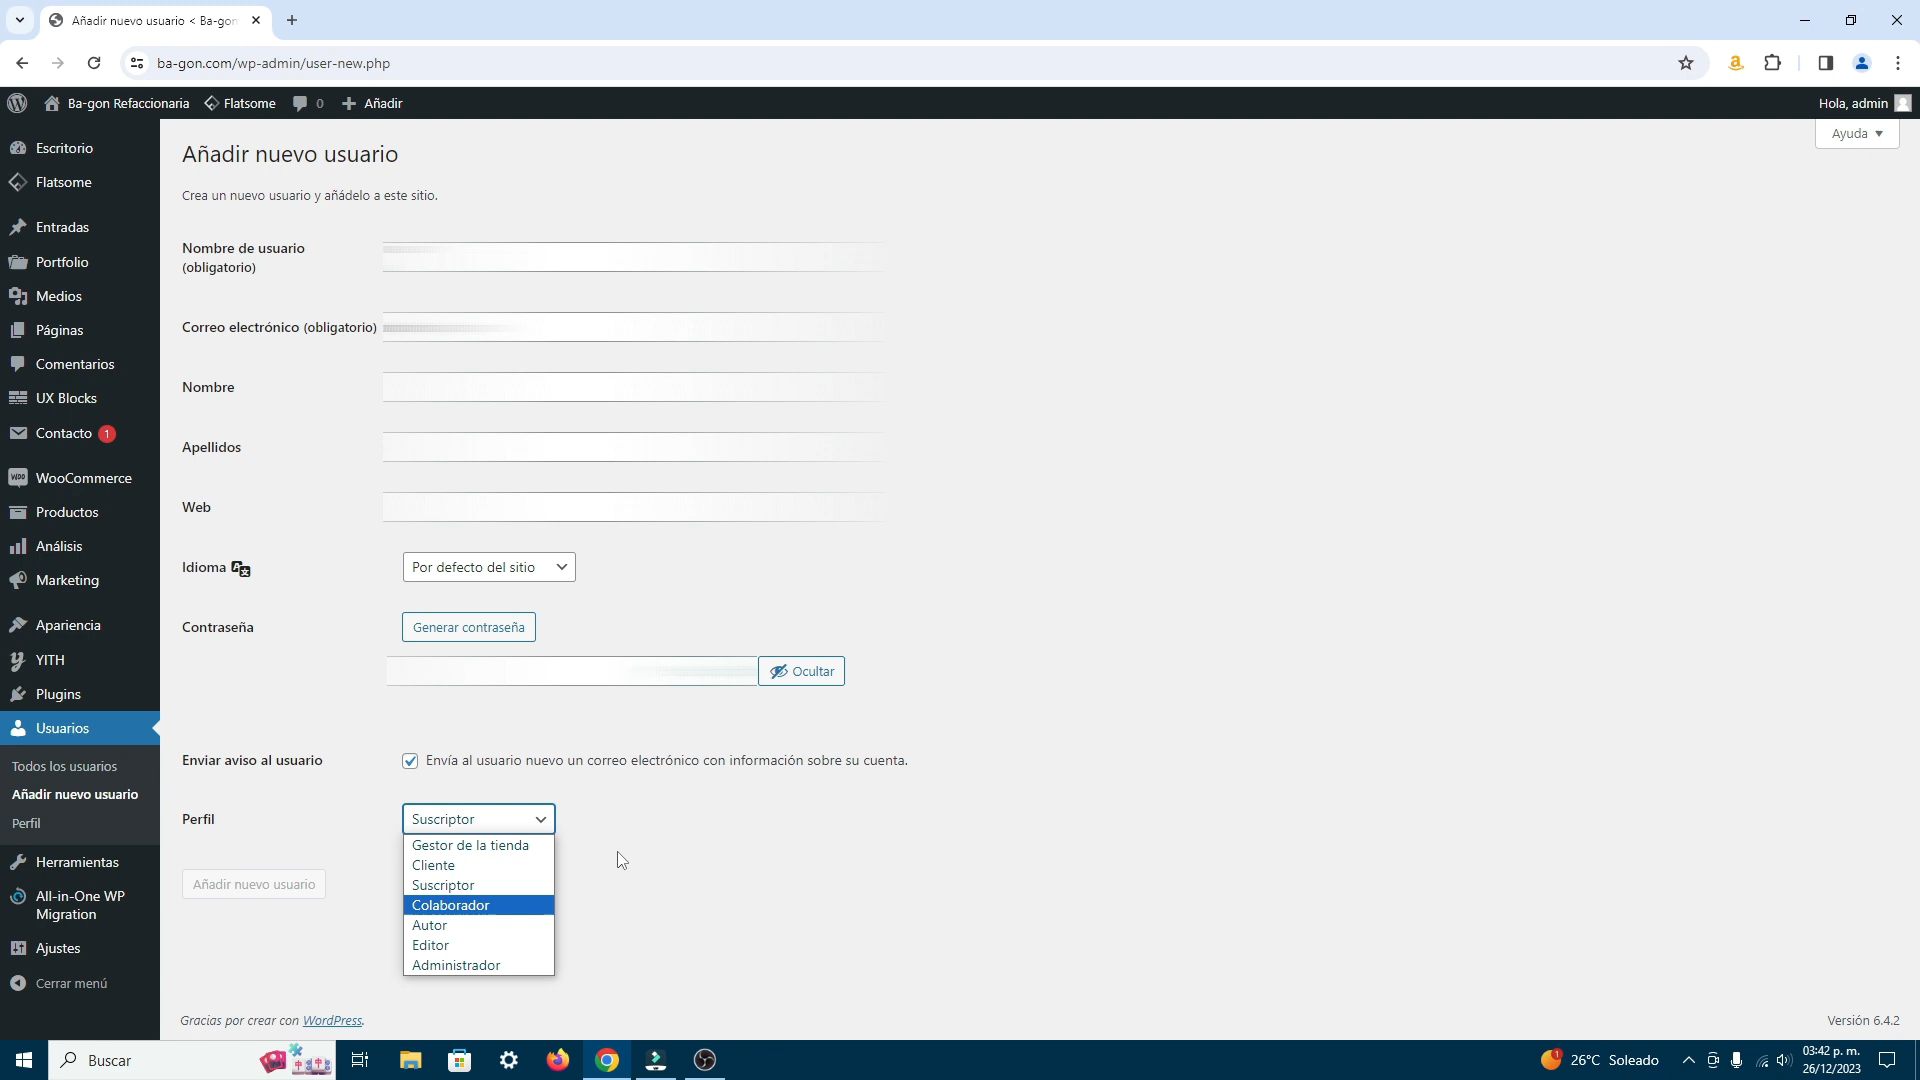 Añadir nuevo usuario < Ba-gon
ba-gon.com/wp-admin/user-new.php
Ba-gon Refaccionaria
Flatsome
0
Añadir
Hola, admin
Ayuda
Escritorio
Flatsome
Entradas
Portfolio
Medios
Páginas
Comentarios
UX Blocks
Contacto 1
WooCommerce
Productos
Análisis
Marketing
Apariencia
YITH
Plugins
Usuarios
Todos los usuarios
Añadir nuevo usuario
Perfil
Herramientas
All-in-One WP
Migration
Ajustes
Cerrar menú
Añadir nuevo usuario
Crea un nuevo usuario y añádelo a este sitio.
Nombre de usuario
(obligatorio)
Correo electrónico (obligatorio)
Nombre
Apellidos
Web
Idioma
Por defecto del sitio
Contraseña
Generar contraseña
Ocultar
Enviar aviso al usuario
Envía al usuario nuevo un correo electrónico con información sobre su cuenta.
Perfil
Suscriptor
Gestor de la tienda
Cliente
Suscriptor
Colaborador
Autor
Editor
Administrador
Añadir nuevo usuario
Gracias por crear con WordPress.
Versión 6.4.2
Buscar
1
26°C Soleado
03:42 p. m.
26/12/2023